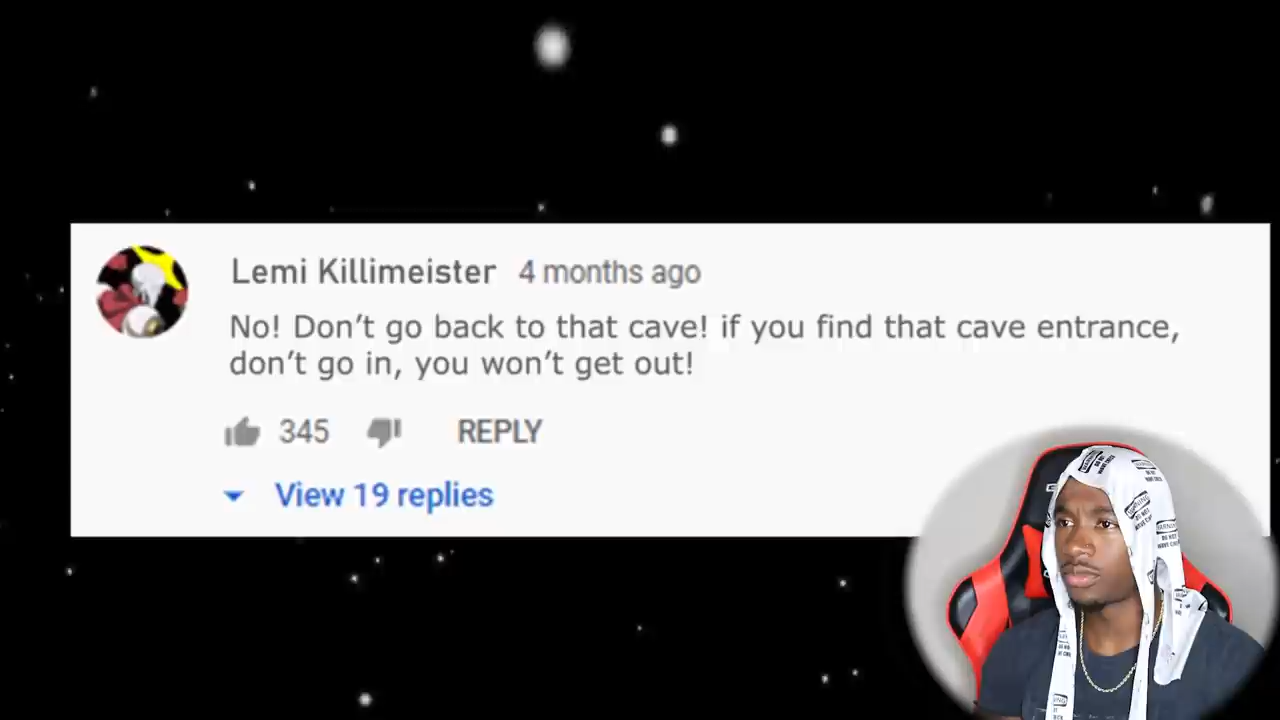 Lemi Killimeister 4 months ago
No! Don’t go back to that cave! if you find that cave entrance,
don’t go in, you won’t get out!
345 REPLY
View 19 replies